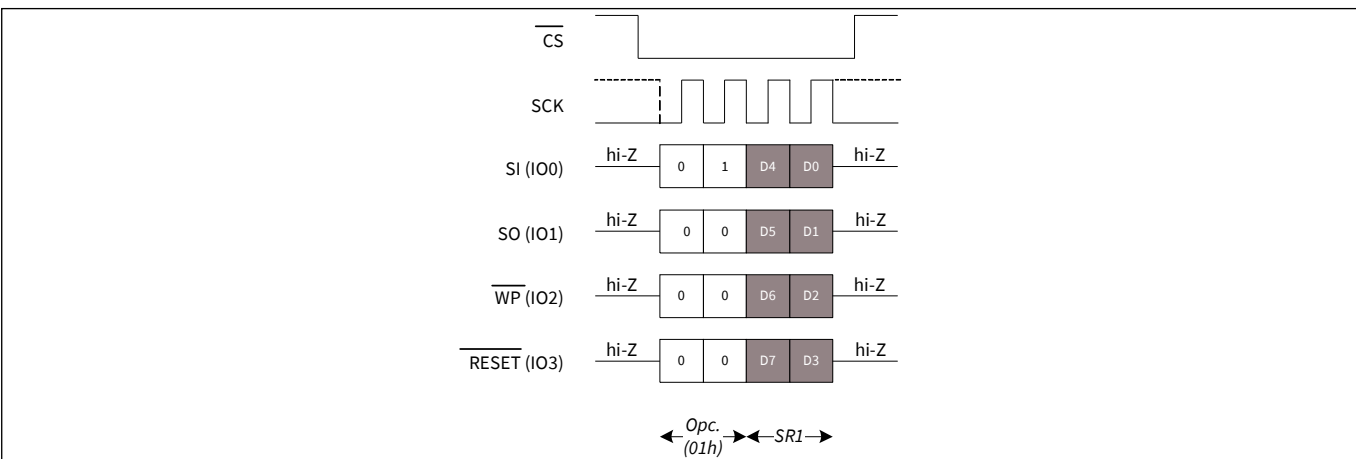 CS
SCK
SI (IO0) hi-Z 0 1 D4 D0 hi-Z
SO (IO1) hi-Z 0 0 D5 D1 hi-Z
WP (IO2) hi-Z 0 0 D6 D2 hi-Z
RESET (IO3) hi-Z 0 0 D7 D3 hi-Z
Opc. SR1
(01h)